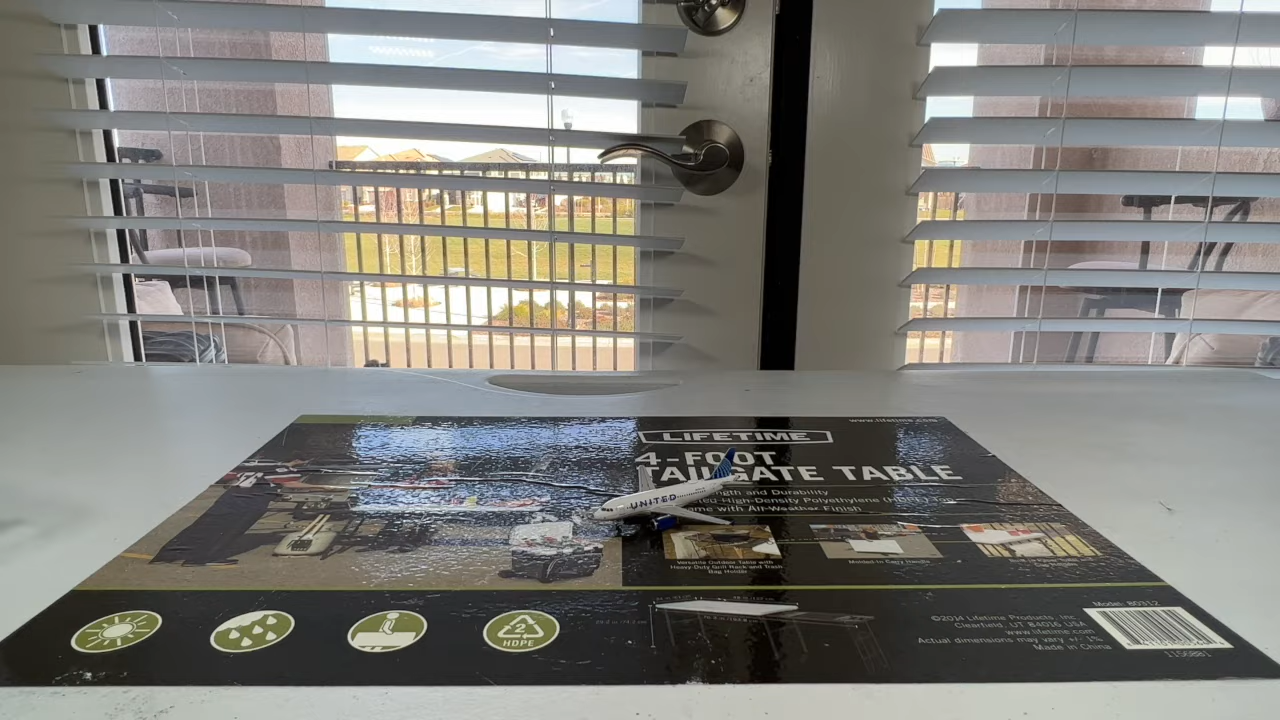 www.lifetime.com
LIFETIME
4-FOOT
TAILGATE TABLE
and Durability
High-Density Polyethylene
with All-Weather Finish
UNITED
Versatile Outdoor Table with
Heavy-Duty Grill Rack and Trash
Bag Holder
Molded-In Carry Handle
2
HDPE
Model: 80312
©2014 Lifetime Products, Inc.
Clearfield, UT 84016 USA
www.lifetime.com
Actual dimensions may vary +/- 1%
Made in China
1156881